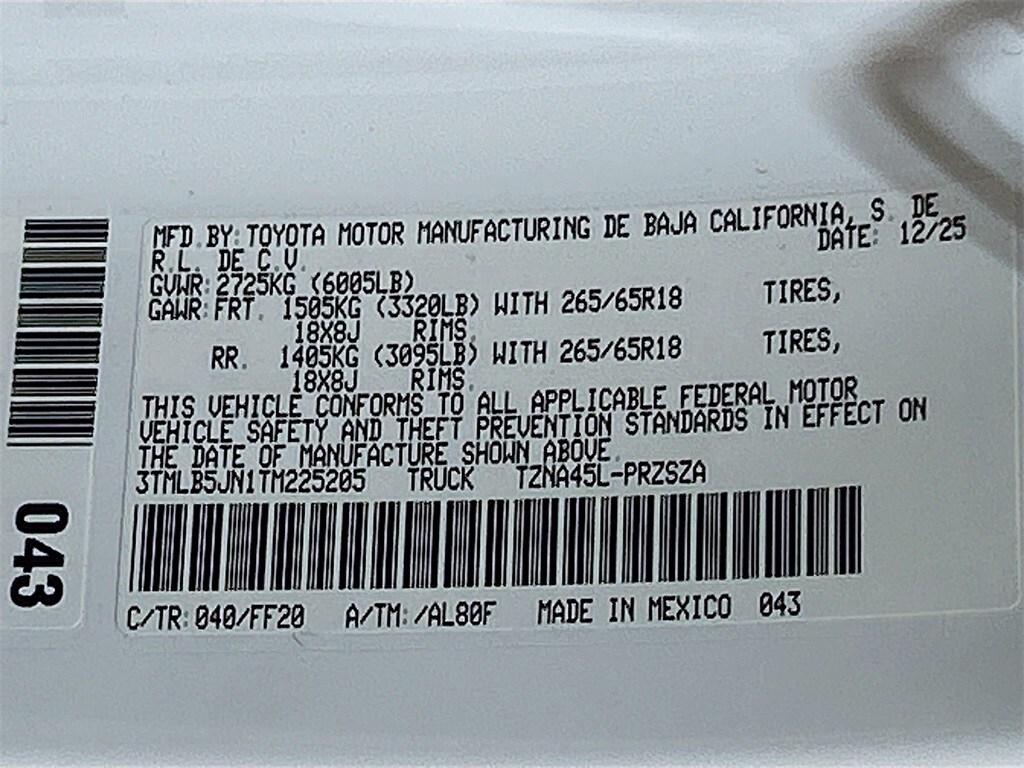 MFD.BY:TOYOTA MOTOR MANUFACTURING DE BAJA CALIFORNIA, S. DE
R.L. DE C.V. DATE: 12/25
GVWR:2725KG (6005LB)
GAWR:FRT. 1505KG (3320LB) WITH 265/65R18 TIRES,
18X8J RIMS.
RR. 1405KG (3095LB) WITH 265/65R18 TIRES,
18X8J RIMS.
THIS VEHICLE CONFORMS TO ALL APPLICABLE FEDERAL MOTOR
VEHICLE SAFETY AND THEFT PREVENTION STANDARDS IN EFFECT ON
THE DATE OF MANUFACTURE SHOWN ABOVE.
3TMLB5JN1TM225205 TRUCK TZNA45L-PRZSZA
C/TR:040/FF20 A/TM:/AL80F MADE IN MEXICO 043
043